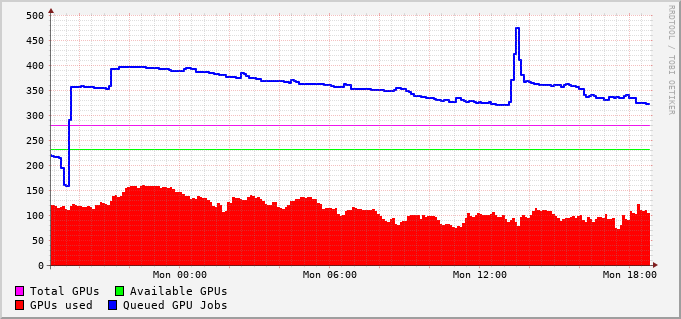 RRDTOOL / TOBI OETIKER
500
450
400
350
300
250
200
150
100
50
0
Mon 00:00 Mon 06:00 Mon 12:00 Mon 18:00
Total GPUs Available GPUs
GPUs used Queued GPU Jobs